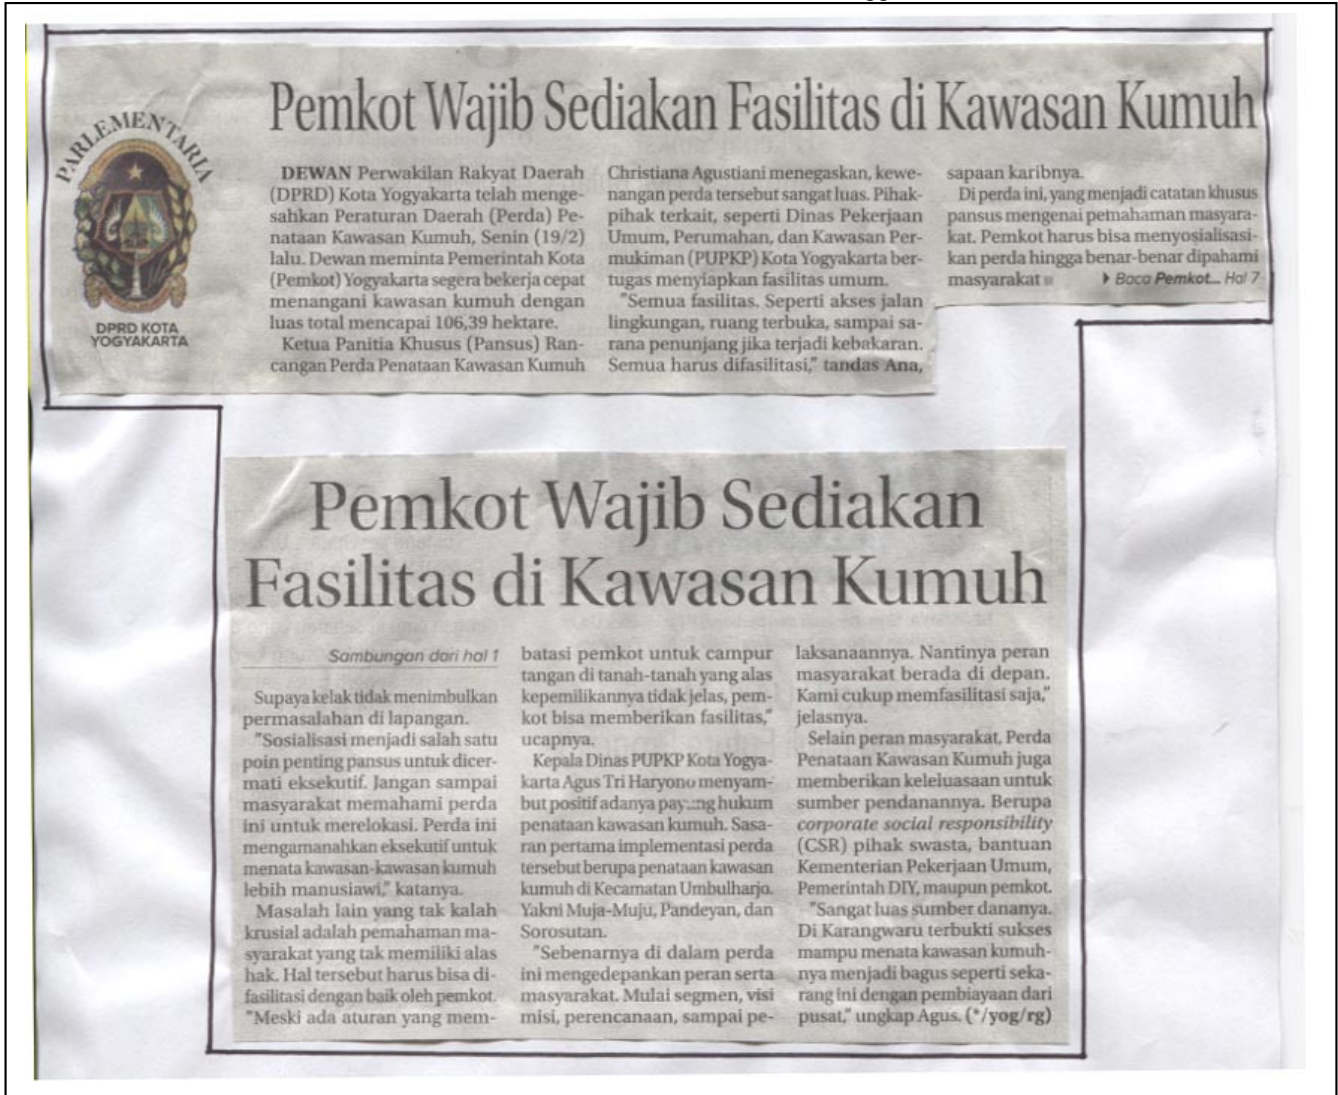 Pemkot Wajib Sediakan Fasilitas di Kawasan Kumuh
PARLEMENTARIA
DPRD KOTA
YOGYAKARTA
DEWAN Perwakilan Rakyat Daerah
(DPRD) Kota Yogyakarta telah menge-
sahkan Peraturan Daerah (Perda) Pe-
nataan Kawasan Kumuh, Senin (19/2)
lalu. Dewan meminta Pemerintah Kota
(Pemkot) Yogyakarta segera bekerja cepat
menangani kawasan kumuh dengan
luas total mencapai 106,39 hektare.
Ketua Panitia Khusus (Pansus) Ran-
cangan Perda Penataan Kawasan Kumuh
Christiana Agustiani menegaskan, kewe-
nangan perda tersebut sangat luas. Pihak-
pihak terkait, seperti Dinas Pekerjaan
Umum, Perumahan, dan Kawasan Per-
mukiman (PUPKP) Kota Yogyakarta ber-
tugas menyiapkan fasilitas umum.
"Semua fasilitas. Seperti akses jalan
lingkungan, ruang terbuka, sampai sa-
rana penunjang jika terjadi kebakaran.
Semua harus difasilitasi," tandas Ana,
sapaan karibnya.
Di perda ini, yang menjadi catatan khusus
pansus mengenai pemahaman masyara-
kat. Pemkot harus bisa menyosialisasi-
kan perda hingga benar-benar dipahami
masyarakat
Baca Pemkot... Hal 7
Pemkot Wajib Sediakan
Fasilitas di Kawasan Kumuh
Sambungan dari hal 1
Supaya kelak tidak menimbulkan
permasalahan di lapangan.
"Sosialisasi menjadi salah satu
poin penting pansus untuk dicer-
mati eksekutif. Jangan sampai
masyarakat memahami perda
ini untuk merelokasi. Perda ini
mengamanahkan eksekutif untuk
menata kawasan-kawasan kumuh
lebih manusiawi," katanya.
Masalah lain yang tak kalah
krusial adalah pemahaman ma-
syarakat yang tak memiliki alas
hak. Hal tersebut harus bisa di-
fasilitasi dengan baik oleh pemkot.
"Meski ada aturan yang mem-
batasi pemkot untuk campur
tangan di tanah-tanah yang alas
kepemilikannya tidak jelas, pem-
kot bisa memberikan fasilitas,"
ucapnya.
Kepala Dinas PUPKP Kota Yogya-
karta Agus Tri Haryono menyam-
but positif adanya payung hukum
penataan kawasan kumuh. Sasa-
ran pertama implementasi perda
tersebut berupa penataan kawasan
kumuh di Kecamatan Umbulharjo.
Yakni Muja-Muju, Pandeyan, dan
Sorosutan.
"Sebenarnya di dalam perda
ini mengedepankan peran serta
masyarakat. Mulai segmen, visi
misi, perencanaan, sampai pe-
laksanaannya. Nantinya peran
masyarakat berada di depan.
Kami cukup memfasilitasi saja,"
jelasnya.
Selain peran masyarakat, Perda
Penataan Kawasan Kumuh juga
memberikan keleluasaan untuk
sumber pendanannya. Berupa
corporate social responsibility
(CSR) pihak swasta, bantuan
Kementerian Pekerjaan Umum,
Pemerintah DIY, maupun pemkot.
"Sangat luas sumber dananya.
Di Karangwaru terbukti sukses
mampu menata kawasan kumuh-
nya menjadi bagus seperti seka-
rang ini dengan pembiayaan dari
pusat," ungkap Agus. (*/yog/rg)